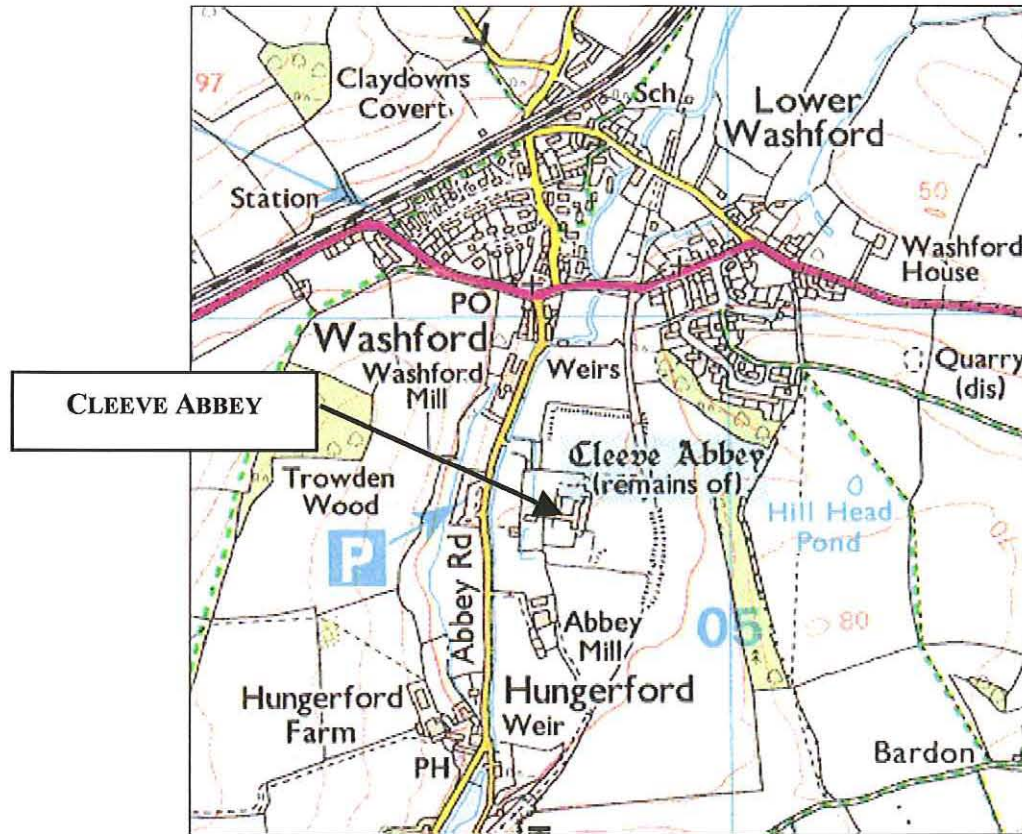 97
Claydowns
Covert
Sch
Lower
Washford
Station
50
Washford
House
PO
Washford
Washford
Mill
Weirs
Quarry
(dis)
CLEEVE ABBEY
Cleeve Abbey
(remains of)
Trowden
Wood
Hill Head
Pond
P
Abbey Rd
Abbey
Mill
05
80
70
Hungerford
Farm
Hungerford
Weir
PH
Bardon